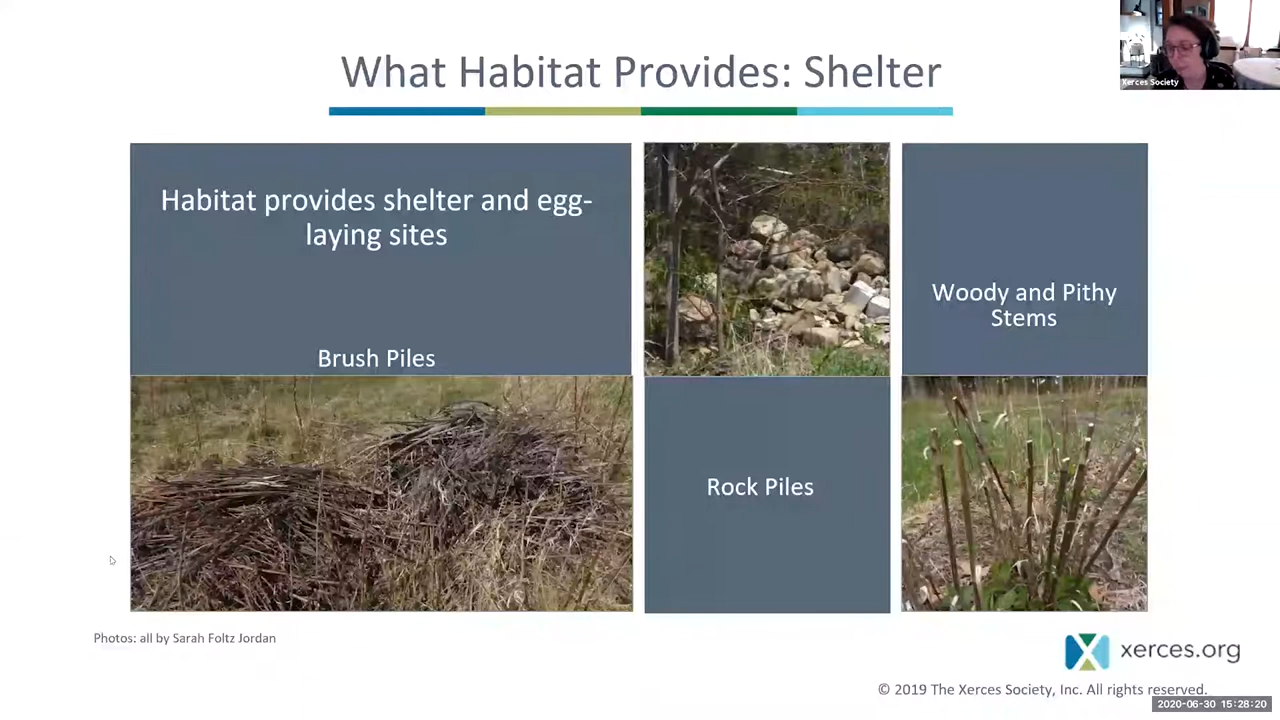 What Habitat Provides: Shelter
Xerces Society
Habitat provides shelter and egg-
laying sites
Brush Piles
Woody and Pithy
Stems
Rock Piles
Photos: all by Sarah Foltz Jordan
xerces.org
© 2019 The Xerces Society, Inc. All rights reserved.
2020-06-30 15:28:20